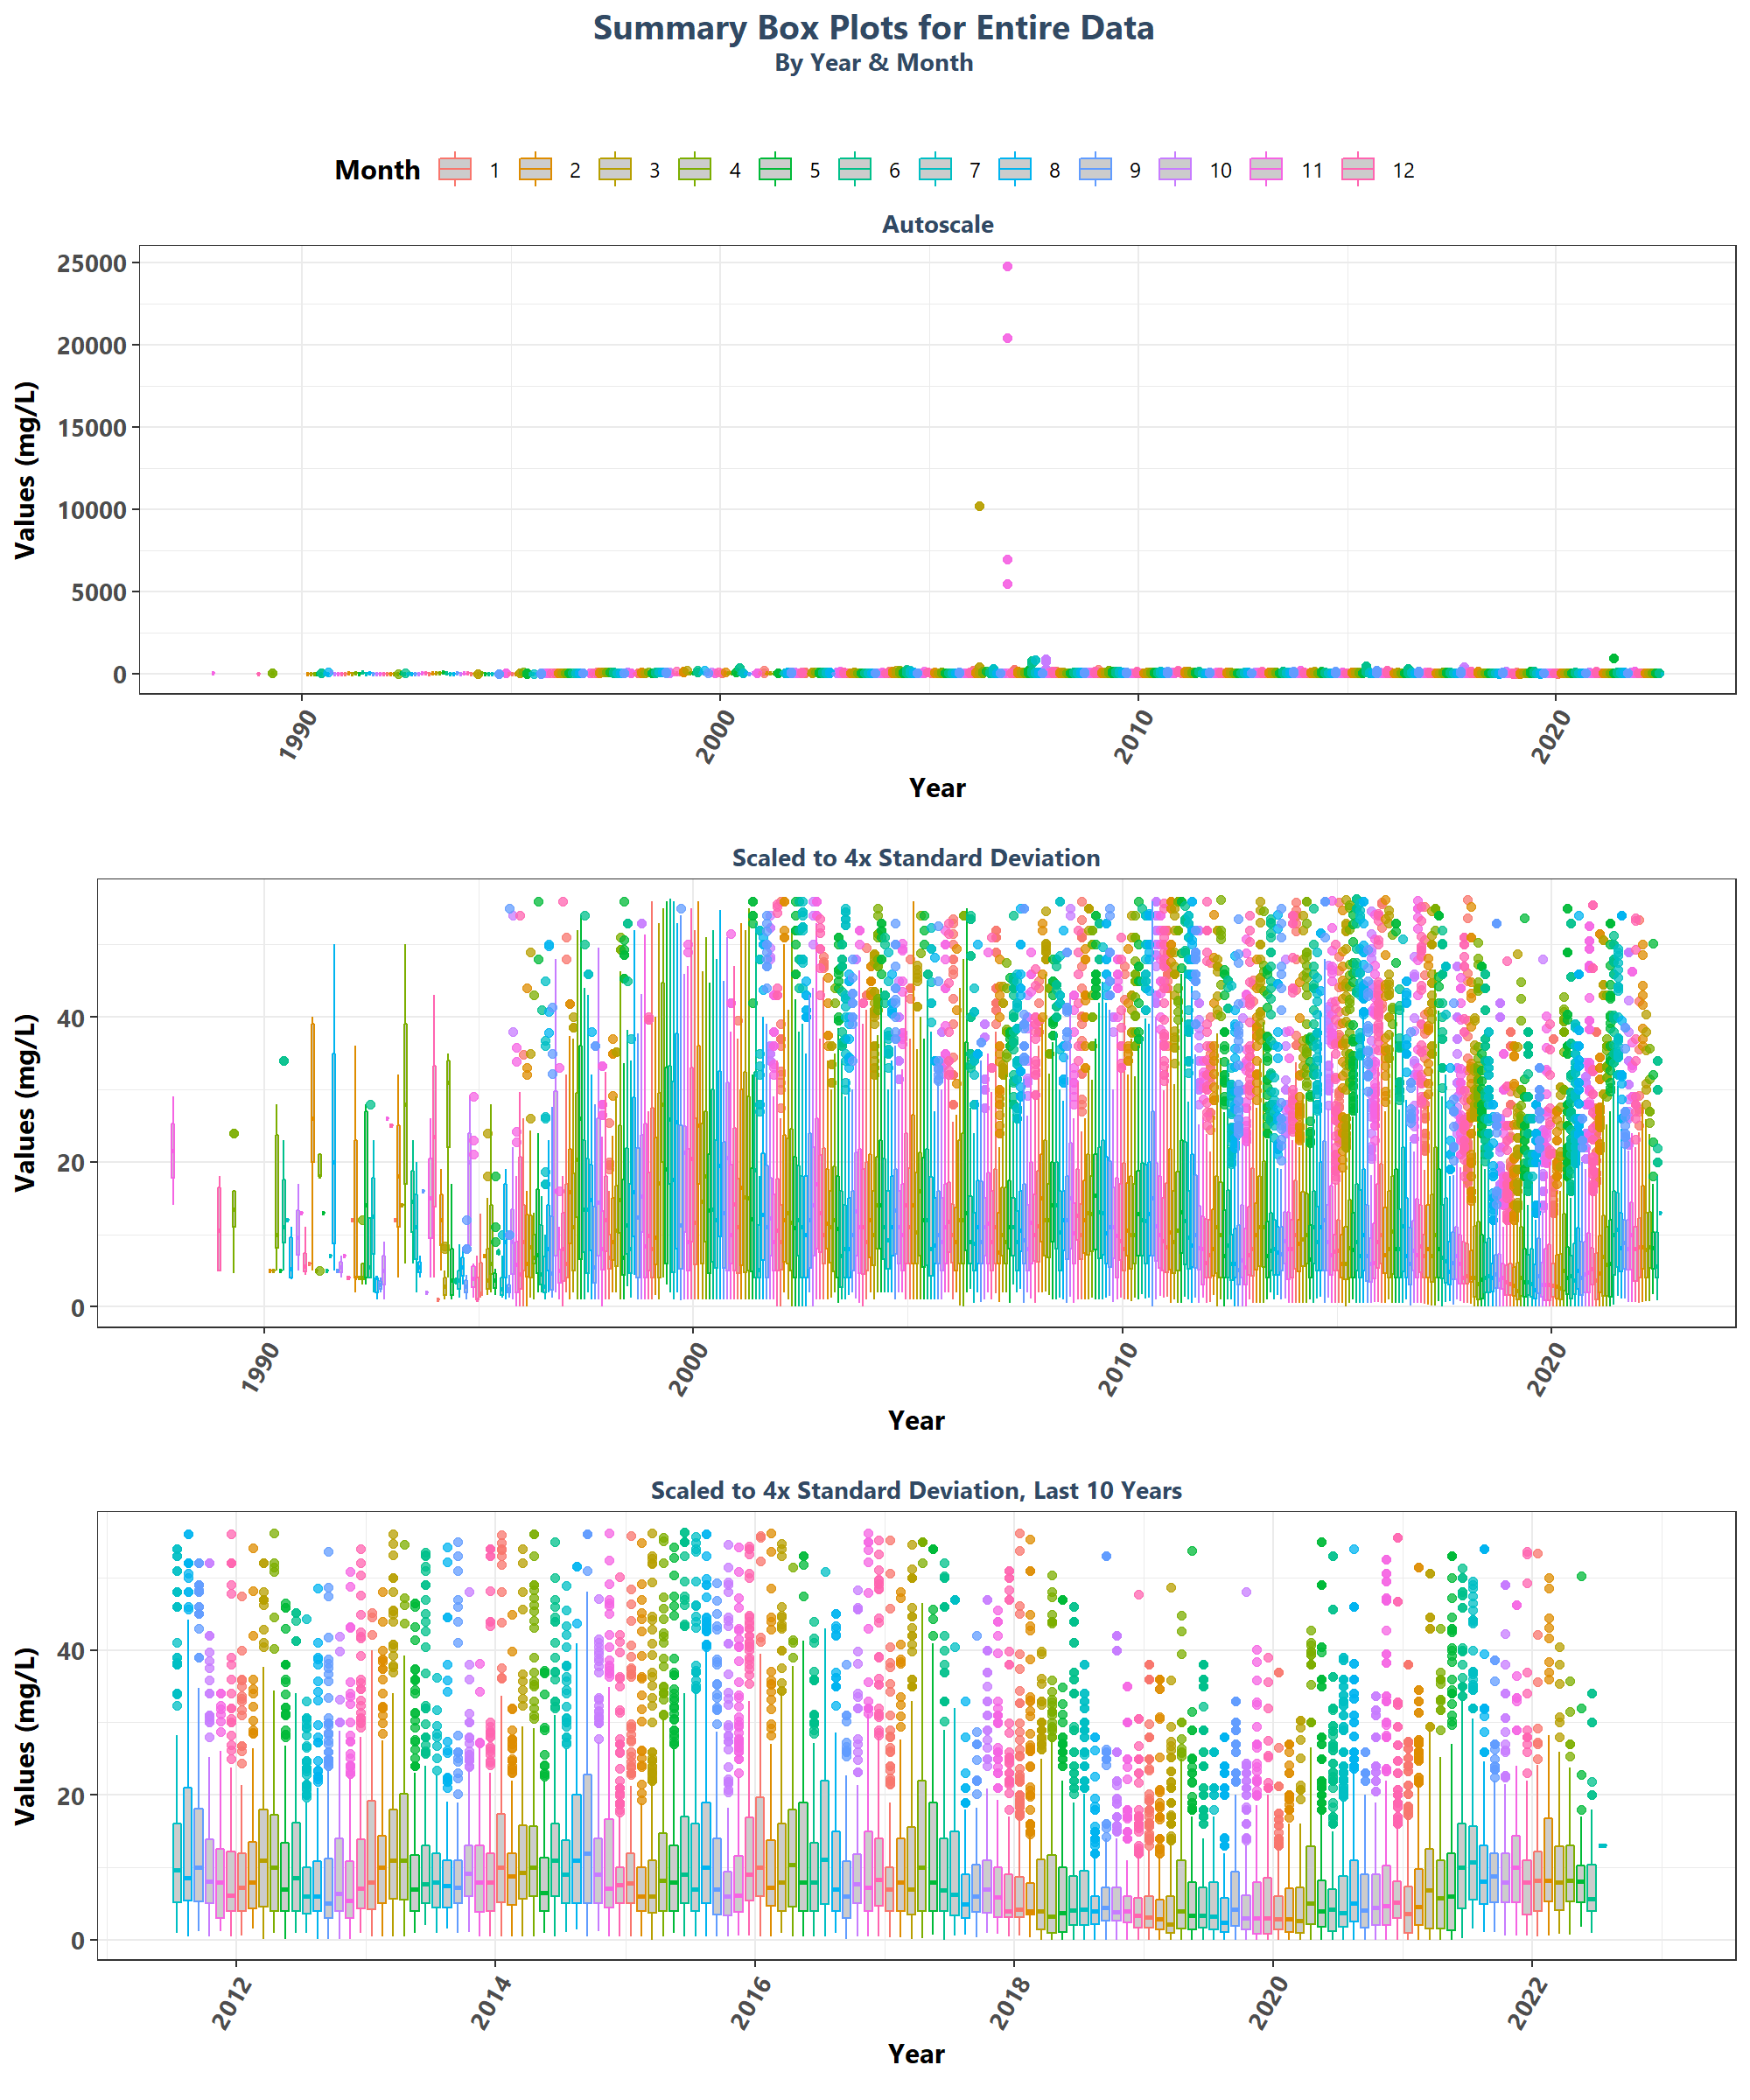 Summary Box Plots for Entire Data
By Year & Month
Month 1 2 3 4 5 6 7 8 9 10 11 12
Autoscale
Values (mg/L)
25000
20000
15000
10000
5000
0
1990 2000 2010 2020
Year
Scaled to 4x Standard Deviation
Values (mg/L)
40
20
0
1990 2000 2010 2020
Year
Scaled to 4x Standard Deviation, Last 10 Years
Values (mg/L)
40
20
0
2012 2014 2016 2018 2020 2022
Year